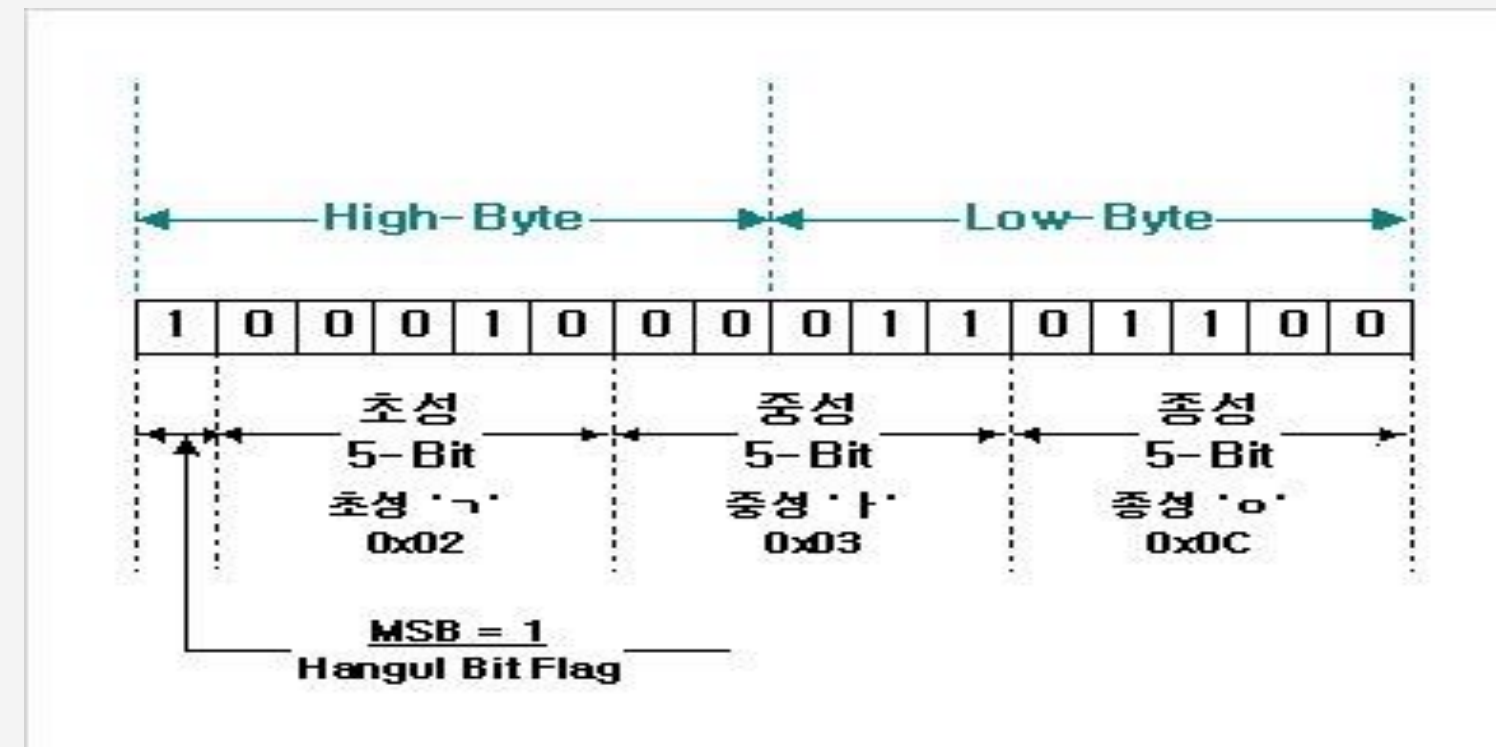 High-Byte Low-Byte
1 0 0 0 1 0 0 0 0 1 1 0 1 1 0 0
초성 중성 종성
5-Bit 5-Bit 5-Bit
초성 'ㄱ' 중성 'ㅏ' 종성 'ㅇ'
0x02 0x03 0x0C
MSB = 1
Hangul Bit Flag